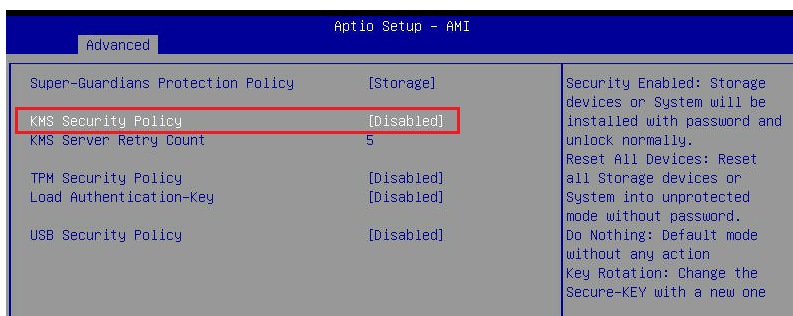 Aptio Setup – AMI
Advanced
Super-Guardians Protection Policy [Storage]
KMS Security Policy [Disabled]
KMS Server Retry Count 5
TPM Security Policy [Disabled]
Load Authentication-Key [Disabled]
USB Security Policy [Disabled]
Security Enabled: Storage
devices or System will be
installed with password and
unlock normally.
Reset All Devices: Reset
all Storage devices or
System into unprotected
mode without password.
Do Nothing: Default mode
without any action
Key Rotation: Change the
Secure-KEY with a new one